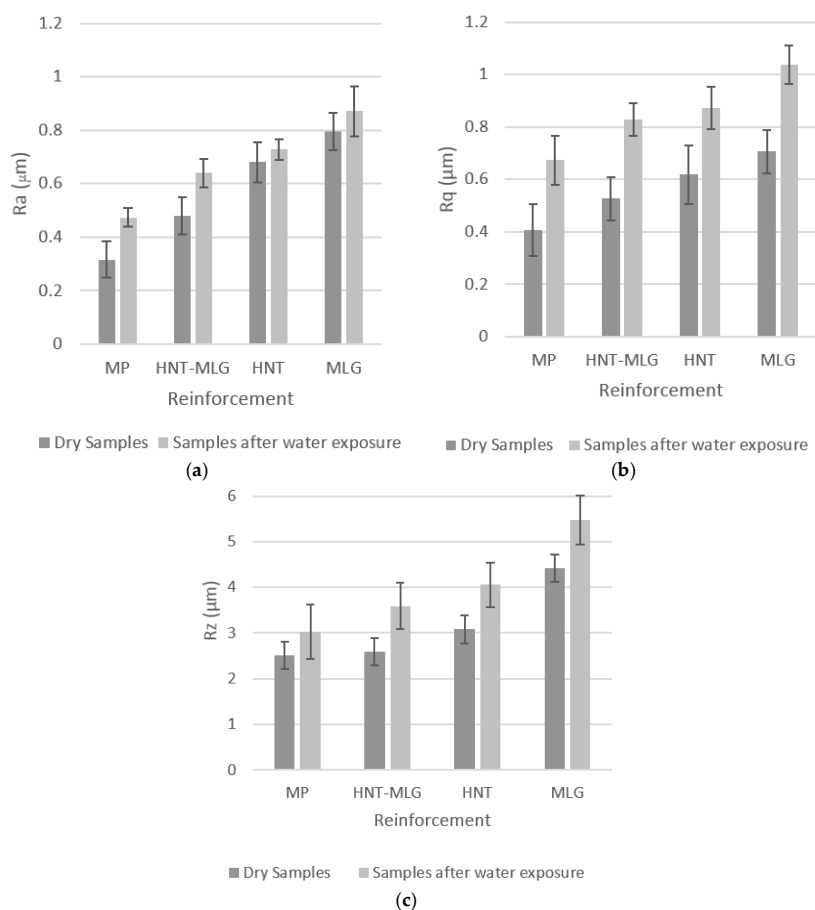 1.2
1
0.8
0.6
0.4
0.2
0
Ra (µm)
MP HNT-MLG HNT MLG
Reinforcement
Dry Samples Samples after water exposure
(a)
1.2
1
0.8
0.6
0.4
0.2
0
Rq (µm)
MP HNT-MLG HNT MLG
Reinforcement
Dry Samples Samples after water exposure
(b)
6
5
4
3
2
1
0
Rz (µm)
MP HNT-MLG HNT MLG
Reinforcement
Dry Samples Samples after water exposure
(c)